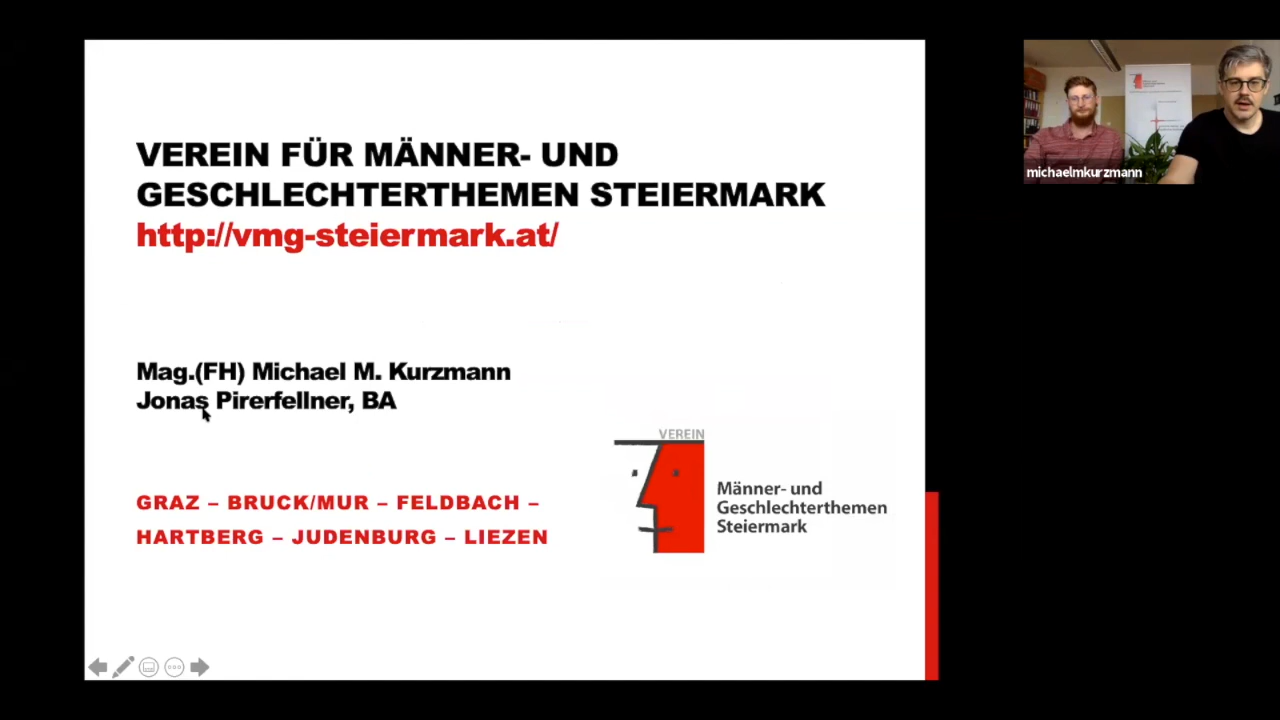 VEREIN FÜR MÄNNER- UND
GESCHLECHTERTHEMEN STEIERMARK
http://vmg-steiermark.at/
Mag.(FH) Michael M. Kurzmann
Jonas Pirerfellner, BA
GRAZ – BRUCK/MUR – FELDBACH –
HARTBERG – JUDENBURG – LIEZEN
VEREIN
Männer- und
Geschlechterthemen
Steiermark
michaelmkurzmann